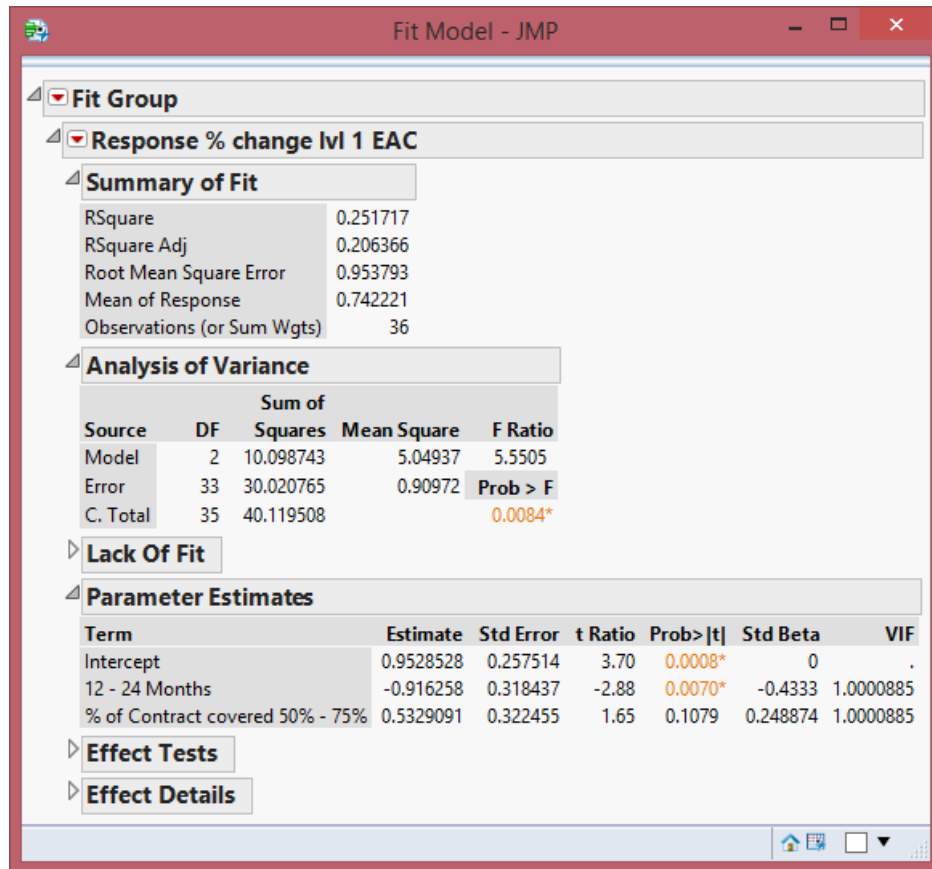 Fit Model - JMP
Fit Group
Response % change lvl 1 EAC
Summary of Fit
RSquare 0.251717
RSquare Adj 0.206366
Root Mean Square Error 0.953793
Mean of Response 0.742221
Observations (or Sum Wgts) 36
Analysis of Variance
Sum of
Source DF Squares Mean Square F Ratio
Model 2 10.098743 5.04937 5.5505
Error 33 30.020765 0.90972 Prob > F
C. Total 35 40.119508 0.0084*
Lack Of Fit
Parameter Estimates
Term Estimate Std Error t Ratio Prob>|t| Std Beta VIF
Intercept 0.9528528 0.257514 3.70 0.0008* 0 .
12 - 24 Months -0.916258 0.318437 -2.88 0.0070* -0.4333 1.0000885
% of Contract covered 50% - 75% 0.5329091 0.322455 1.65 0.1079 0.248874 1.0000885
Effect Tests
Effect Details